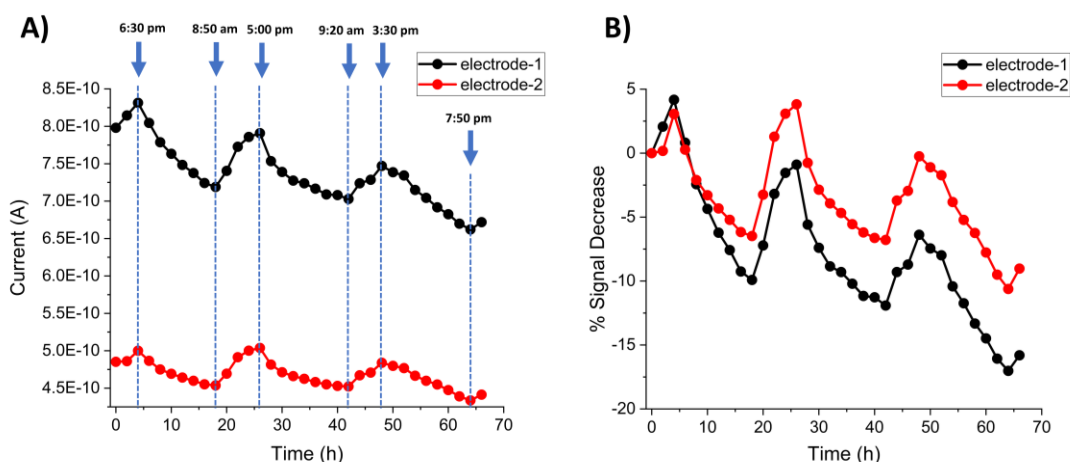 A)
6:30 pm
8:50 am
5:00 pm
9:20 am
3:30 pm
7:50 pm
electrode-1
electrode-2
8.5E-10
8.0E-10
7.5E-10
7.0E-10
6.5E-10
6.0E-10
5.5E-10
5.0E-10
4.5E-10
Current (A)
0 10 20 30 40 50 60 70
Time (h)
B)
electrode-1
electrode-2
5
0
-5
-10
-15
-20
% Signal Decrease
0 10 20 30 40 50 60 70
Time (h)